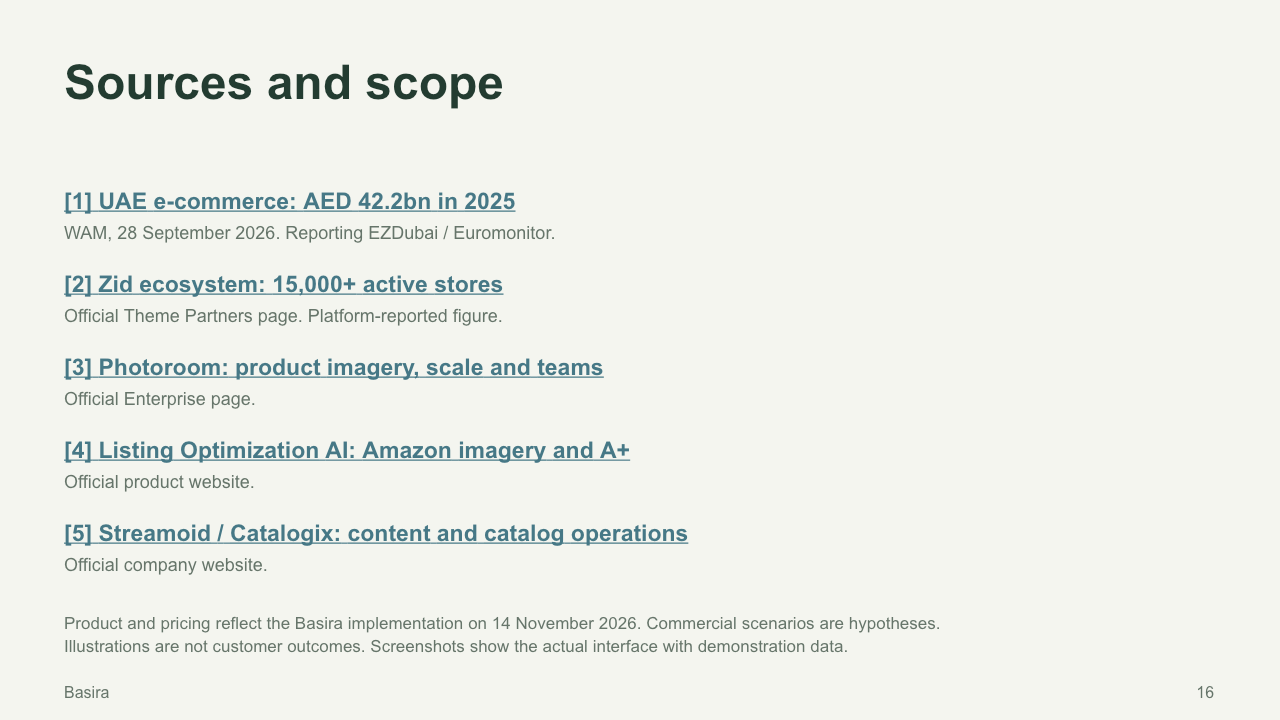 Sources and scope
[1] UAE e-commerce: AED 42.2bn in 2025
WAM, 28 September 2026. Reporting EZDubai / Euromonitor.
[2] Zid ecosystem: 15,000+ active stores
Official Theme Partners page. Platform-reported figure.
[3] Photoroom: product imagery, scale and teams
Official Enterprise page.
[4] Listing Optimization AI: Amazon imagery and A+
Official product website.
[5] Streamoid / Catalogix: content and catalog operations
Official company website.
Product and pricing reflect the Basira implementation on 14 November 2026. Commercial scenarios are hypotheses.
Illustrations are not customer outcomes. Screenshots show the actual interface with demonstration data.
Basira
16